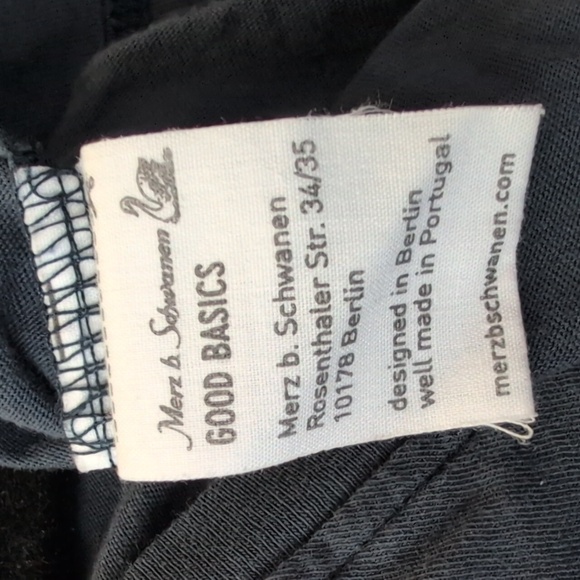 Merz b. Schwanen
GOOD BASICS
Merz b. Schwanen
Rosenthaler Str. 34/35
10178 Berlin
designed in Berlin
well made in Portugal
merzbschwanen.com